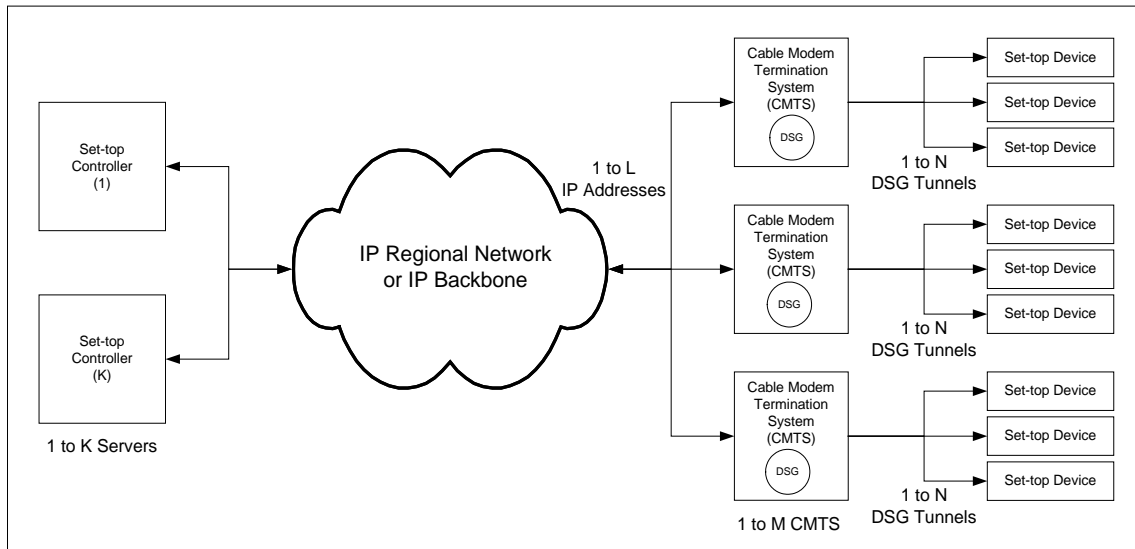 Set-top
Controller
(1)
Set-top
Controller
(K)
1 to K Servers
IP Regional Network
or IP Backbone
1 to L
IP Addresses
Cable Modem
Termination
System
(CMTS)
DSG
1 to N
DSG Tunnels
Set-top Device
Set-top Device
Set-top Device
Cable Modem
Termination
System
(CMTS)
DSG
1 to N
DSG Tunnels
Set-top Device
Set-top Device
Set-top Device
Cable Modem
Termination
System
(CMTS)
DSG
1 to M CMTS
1 to N
DSG Tunnels
Set-top Device
Set-top Device
Set-top Device